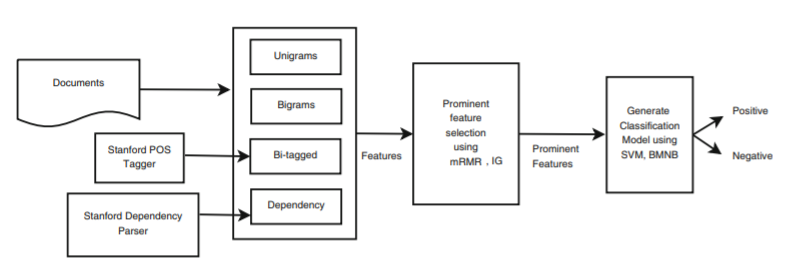 Documents
Stanford POS
Tagger
Stanford Dependency
Parser
Unigrams
Bigrams
Bi-tagged
Dependency
Features
Prominent
feature
selection
using
mRMR , IG
Prominent
Features
Generate
Classification
Model using
SVM, BMNB
Positive
Negative